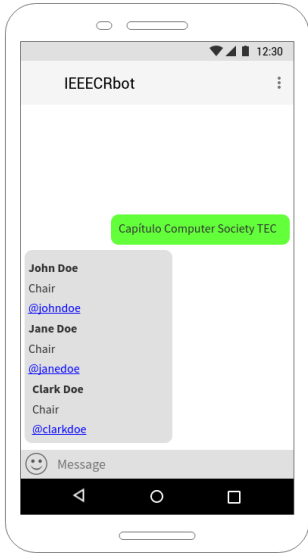 12:30
IEEECRbot
Capítulo Computer Society TEC
John Doe
Chair
@johndoe
Jane Doe
Chair
@janedoe
Clark Doe
Chair
@clarkdoe
Message